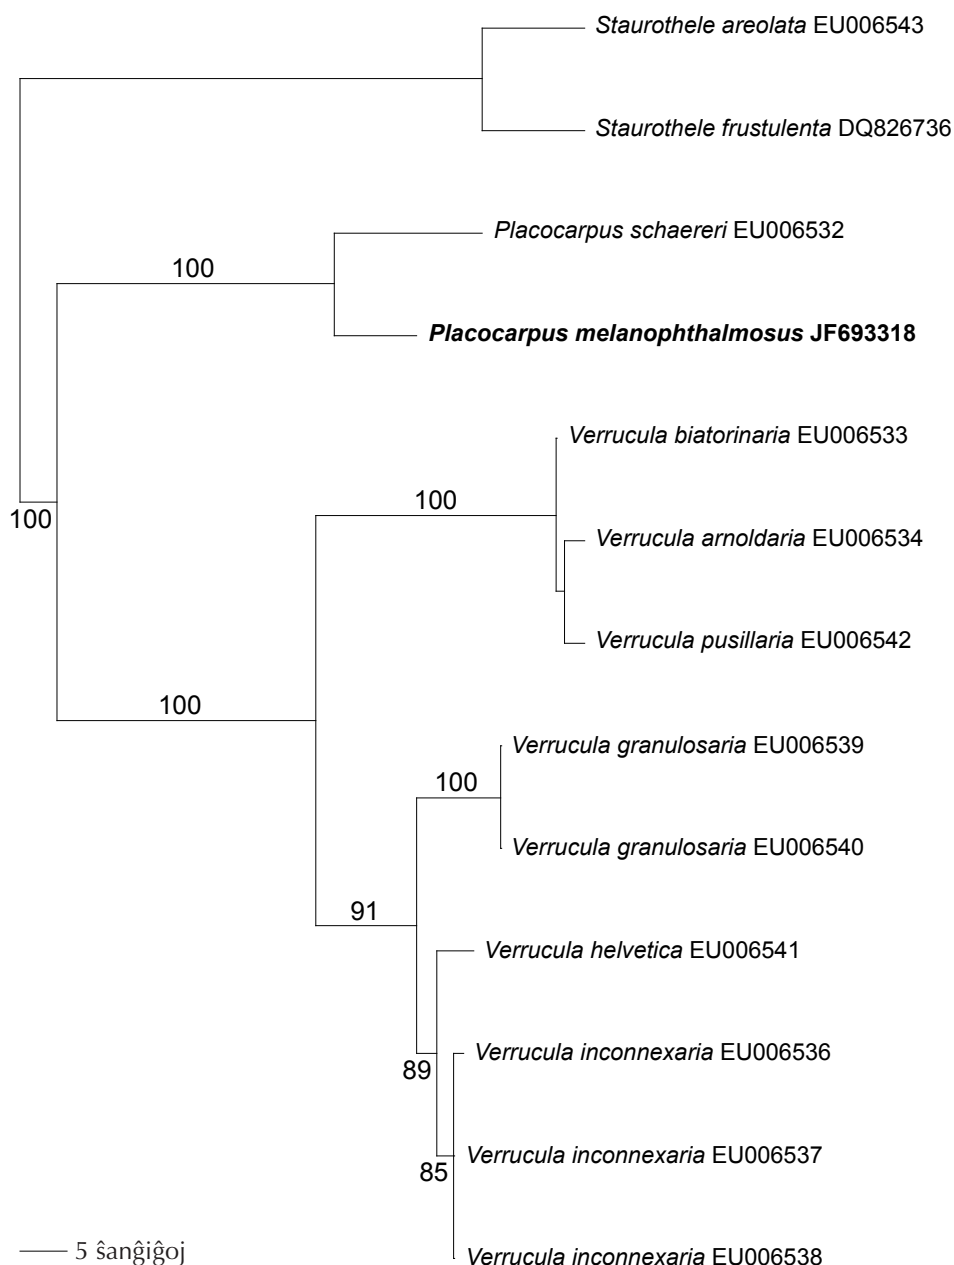 Staurothele areolata EU006543
Staurothele frustulenta DQ826736
Placocarpus schaereri EU006532
100
Placocarpus melanophthalmosus JF693318
Verrucula biatorinaria EU006533
100
100
Verrucula arnoldaria EU006534
Verrucula pusillaria EU006542
100
Verrucula granulosaria EU006539
100
Verrucula granulosaria EU006540
91
Verrucula helvetica EU006541
Verrucula inconnexaria EU006536
89
Verrucula inconnexaria EU006537
85
5 ŝanĝiĝoj
Verrucula inconnexaria EU006538